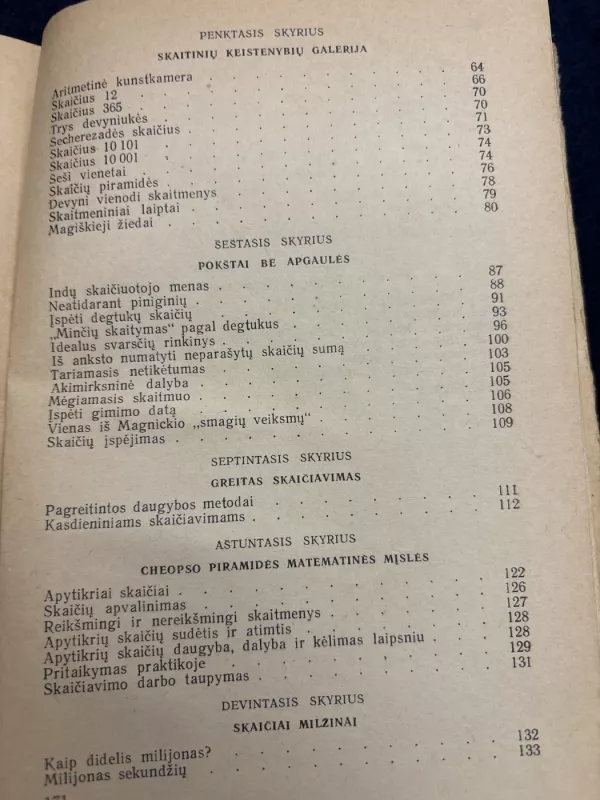 PENKTASIS SKYRIUS
SKAITINIŲ KEISTENYBIŲ GALERIJA
Aritmetinė kunstkamera . . . . . . . 64
Skaičius 12 . . . . . . . 66
Skaičius 365 . . . . . . . 70
Trys devyniukės . . . . . . . 70
Šecherezados skaičius . . . . . . . 71
Skaičius 10 101 . . . . . . . 73
Skaičius 10 001 . . . . . . . 74
Šeši vienetai . . . . . . . 74
Skaičių piramidės . . . . . . . 76
Devyni vienodi skaitmenys . . . . . . . 78
Skaitmeniniai laiptai . . . . . . . 79
Magiškieji žiedai . . . . . . . 80
ŠEŠTASIS SKYRIUS
POKŠTAI BE APGAULĖS
Indų skaičiuotojo menas . . . . . . . 87
Neatidarant piniginių . . . . . . . 88
Įspėti degtukų skaičių . . . . . . . 91
„Minčių skaitymas“ pagal degtukus . . . . . . . 93
Idealus svarsčių rinkinys . . . . . . . 96
Iš anksto numatyti neparašytų skaičių sumą . . . . . . . 100
Tariamasis netikėtumas . . . . . . . 103
Akimirksninė dalyba . . . . . . . 105
Mėgiamasis skaitmuo . . . . . . . 105
Įspėti gimimo datą . . . . . . . 106
Vienas iš Magnickio „smagių veiksmų“ . . . . . . . 108
Skaičių įspėjimas . . . . . . . 109
SEPTINTASIS SKYRIUS
GREITAS SKAIČIAVIMAS
Pagreitintos daugybos metodai . . . . . . . 111
Kasdieniniams skaičiavimams . . . . . . . 112
AŠTUNTASIS SKYRIUS
CHEOPSO PIRAMIDĖS MATEMATINĖS MĮSLĖS
Apytikriai skaičiai . . . . . . . 122
Skaičių apvalinimas . . . . . . . 126
Reikšmingi ir nereikšmingi skaitmenys . . . . . . . 127
Apytikrių skaičių sudėtis ir atimtis . . . . . . . 128
Apytikrių skaičių daugyba, dalyba ir kėlimas laipsniu . . . . . . . 128
Pritaikymas praktikoje . . . . . . . 129
Skaičiavimo darbo taupymas . . . . . . . 131
DEVINTASIS SKYRIUS
SKAIČIAI MILŽINAI
Kaip didelis milijonas? . . . . . . . 132
Milijonas sekundžių . . . . . . . 133
171